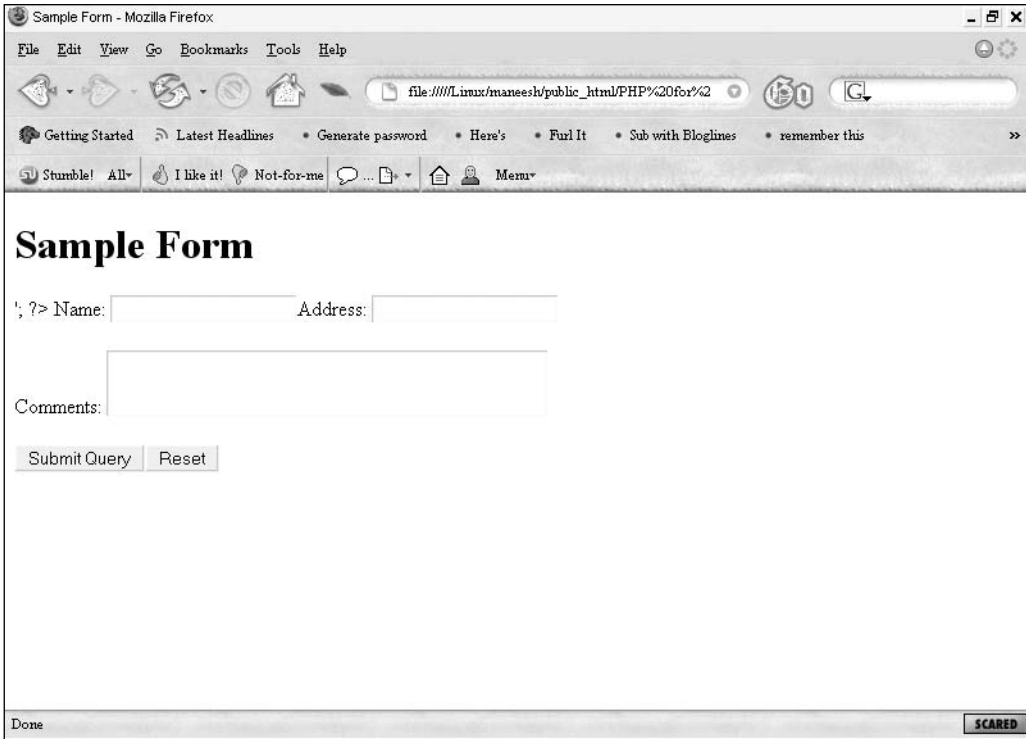 Sample Form - Mozilla Firefox
File Edit View Go Bookmarks Tools Help
file://///Linux/maneesh/public_html/PHP%20for%2 G
Getting Started Latest Headlines Generate password Here's Furl It Sub with Bloglines remember this »
SU Stumble! All I like it! Not-for-me ... Menu
Sample Form
'; ?> Name: Address:
Comments:
Submit Query Reset
Done SCARED